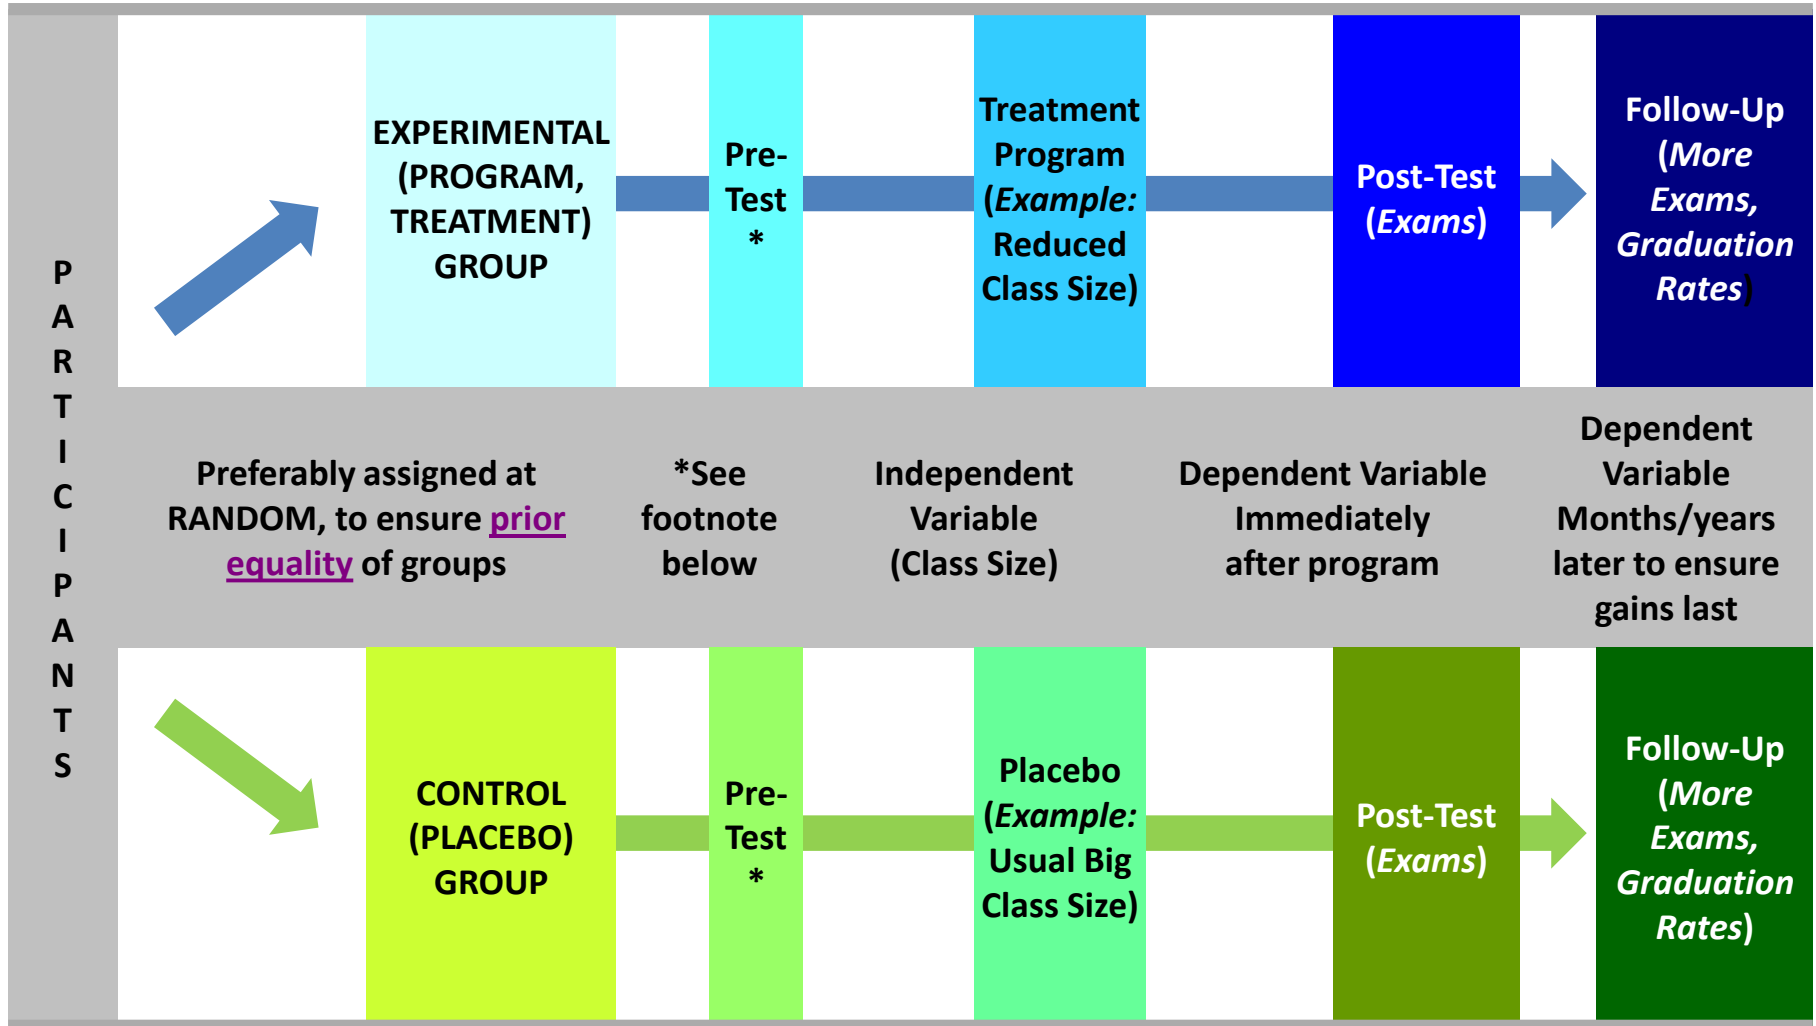 P
A
R
T
I
C
I
P
A
N
T
S
EXPERIMENTAL
(PROGRAM,
TREATMENT)
GROUP
Pre-
Test
*
Treatment
Program
(Example:
Reduced
Class Size)
Post-Test
(Exams)
Follow-Up
(More
Exams,
Graduation
Rates)
Preferably assigned at
RANDOM, to ensure prior
equality of groups
*See
footnote
below
Independent
Variable
(Class Size)
Dependent Variable
Immediately
after program
Dependent
Variable
Months/years
later to ensure
gains last
CONTROL
(PLACEBO)
GROUP
Pre-
Test
*
Placebo
(Example:
Usual Big
Class Size)
Post-Test
(Exams)
Follow-Up
(More
Exams,
Graduation
Rates)